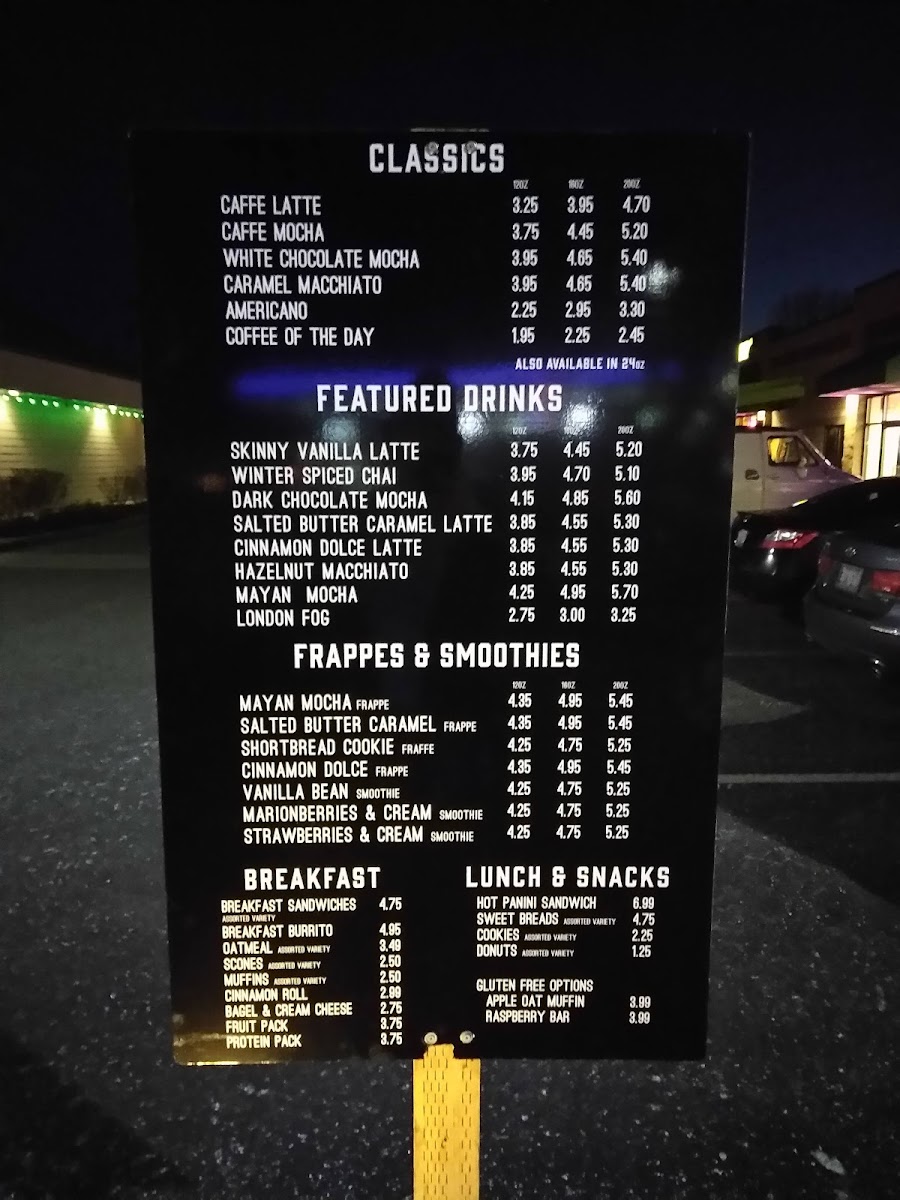 CLASSICS
12OZ 16OZ 20OZ
CAFFE LATTE 3.25 3.95 4.70
CAFFE MOCHA 3.75 4.45 5.20
WHITE CHOCOLATE MOCHA 3.95 4.65 5.40
CARAMEL MACCHIATO 3.95 4.65 5.40
AMERICANO 2.25 2.95 3.30
COFFEE OF THE DAY 1.95 2.25 2.45
ALSO AVAILABLE IN 24OZ
FEATURED DRINKS
12OZ 16OZ 20OZ
SKINNY VANILLA LATTE 3.75 4.45 5.20
WINTER SPICED CHAI 3.95 4.70 5.10
DARK CHOCOLATE MOCHA 4.15 4.85 5.60
SALTED BUTTER CARAMEL LATTE 3.85 4.55 5.30
CINNAMON DOLCE LATTE 3.85 4.55 5.30
HAZELNUT MACCHIATO 3.85 4.55 5.30
MAYAN MOCHA 4.25 4.95 5.70
LONDON FOG 2.75 3.00 3.25
FRAPPES & SMOOTHIES
12OZ 16OZ 20OZ
MAYAN MOCHA FRAPPE 4.35 4.95 5.45
SALTED BUTTER CARAMEL FRAPPE 4.35 4.95 5.45
SHORTBREAD COOKIE FRAFFE 4.25 4.75 5.25
CINNAMON DOLCE FRAPPE 4.35 4.95 5.45
VANILLA BEAN SMOOTHIE 4.25 4.75 5.25
MARIONBERRIES & CREAM SMOOTHIE 4.25 4.75 5.25
STRAWBERRIES & CREAM SMOOTHIE 4.25 4.75 5.25
BREAKFAST
BREAKFAST SANDWICHES 4.75
ASSORTED VARIETY
BREAKFAST BURRITO 4.95
OATMEAL ASSORTED VARIETY 3.49
SCONES ASSORTED VARIETY 2.50
MUFFINS ASSORTED VARIETY 2.50
CINNAMON ROLL 2.99
BAGEL & CREAM CHEESE 2.75
FRUIT PACK 3.75
PROTEIN PACK 3.75
LUNCH & SNACKS
HOT PANINI SANDWICH 6.99
SWEET BREADS ASSORTED VARIETY 4.75
COOKIES ASSORTED VARIETY 2.25
DONUTS ASSORTED VARIETY 1.25
GLUTEN FREE OPTIONS
APPLE OAT MUFFIN 3.99
RASPBERRY BAR 3.99